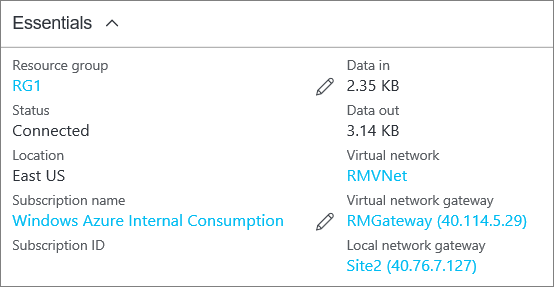 Essentials
Resource group
RG1
Status
Connected
Location
East US
Subscription name
Windows Azure Internal Consumption
Subscription ID
Data in
2.35 KB
Data out
3.14 KB
Virtual network
RMVNet
Virtual network gateway
RMGateway (40.114.5.29)
Local network gateway
Site2 (40.76.7.127)